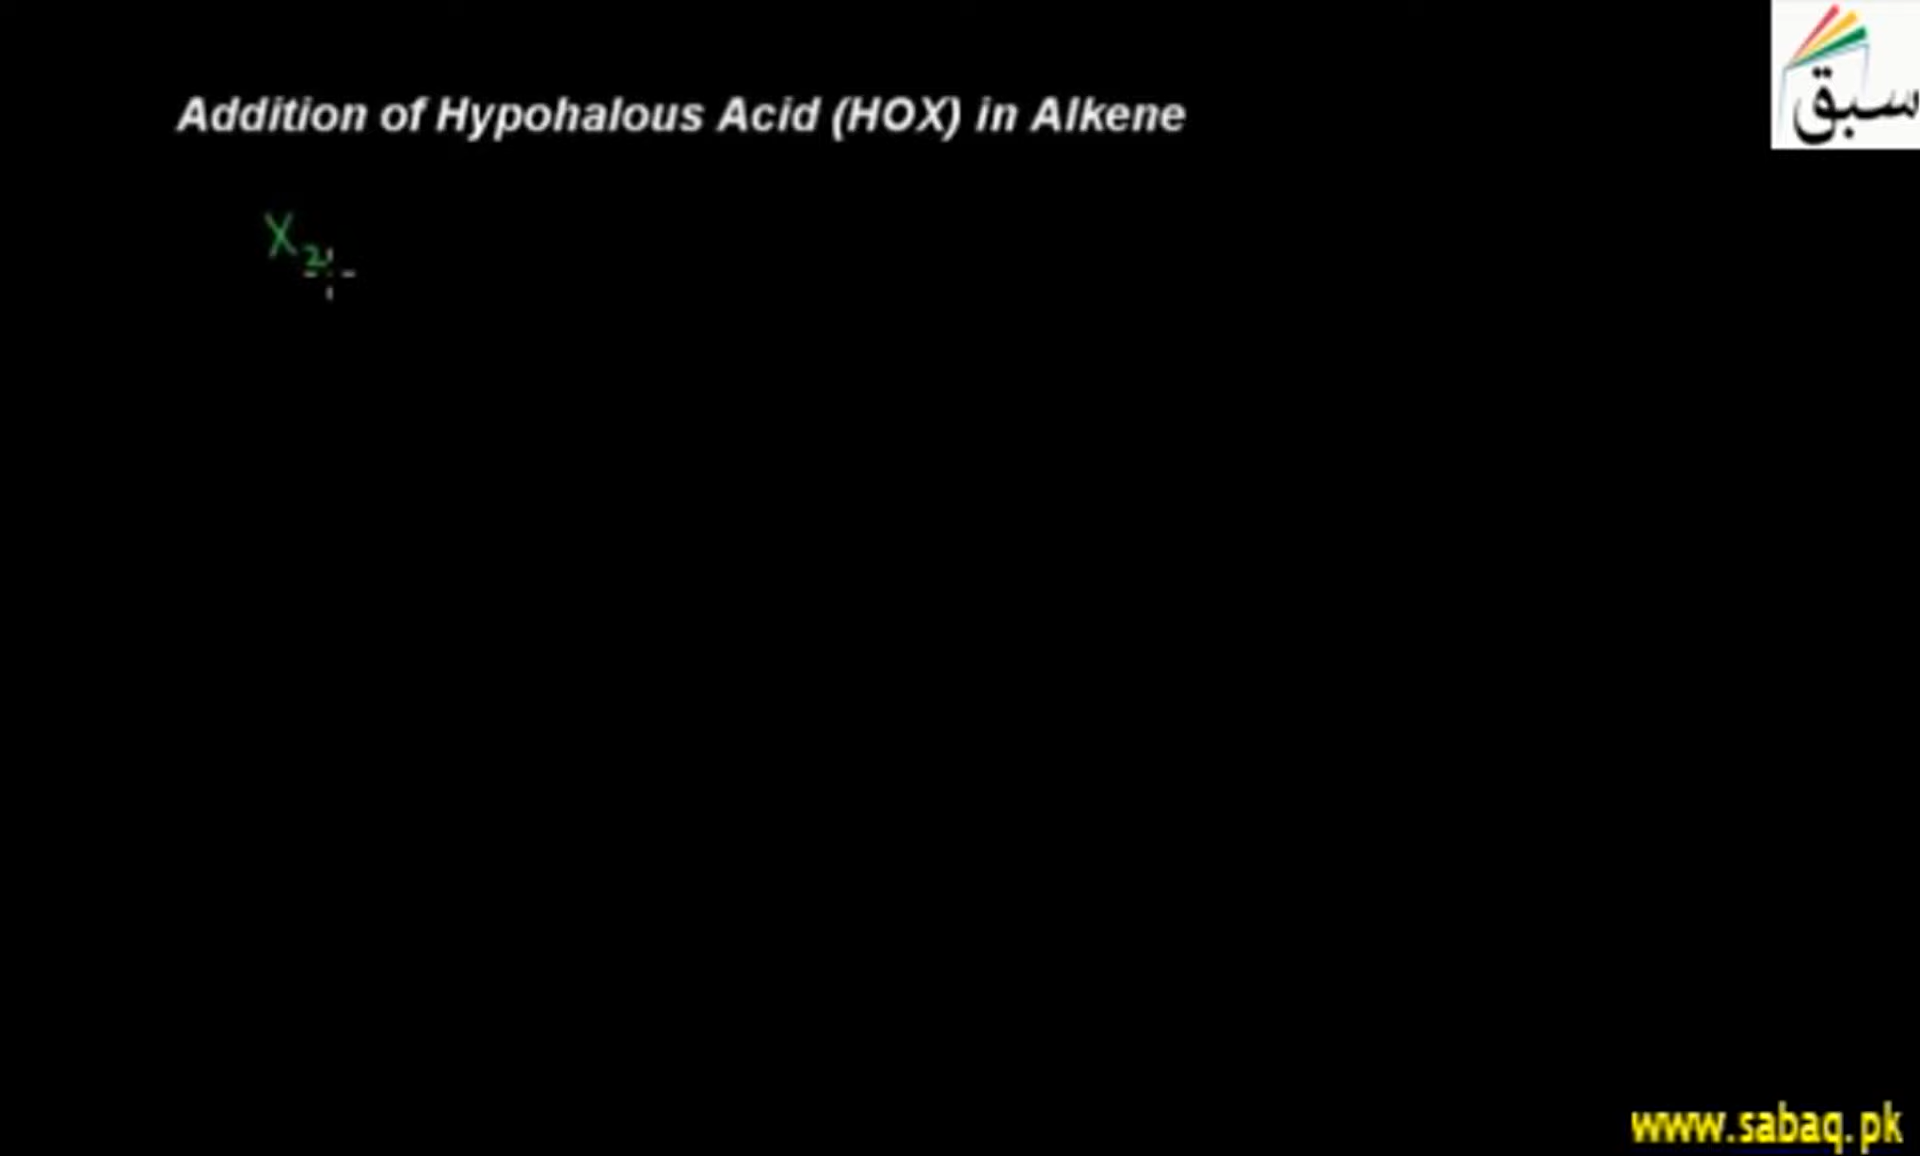 Addition of Hypohalous Acid (HOX) in Alkene
سبق
X₂
www.sabaq.pk